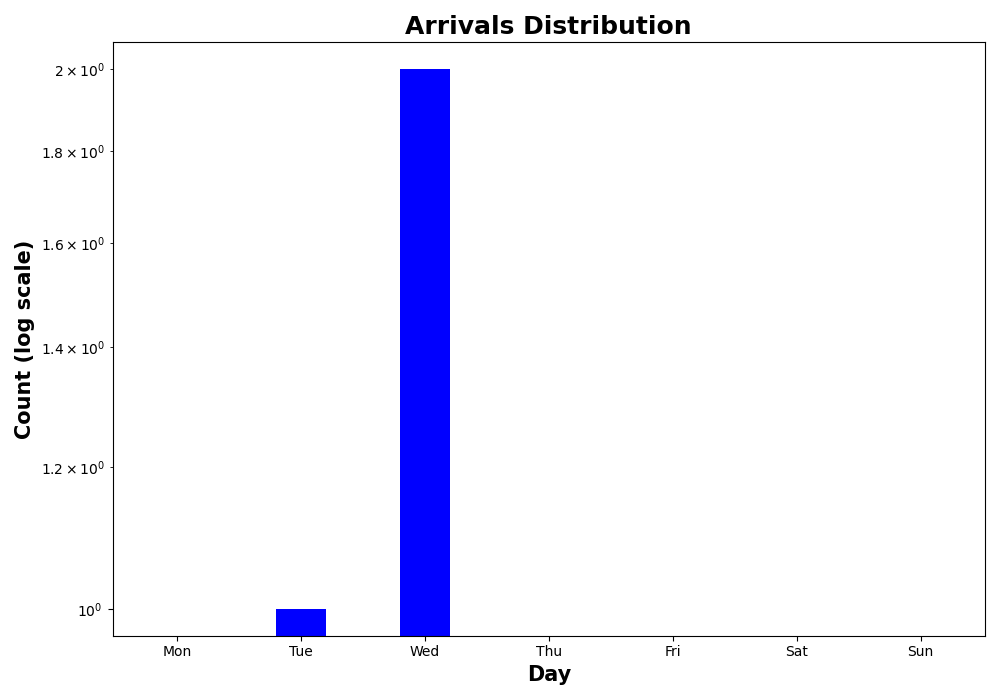 Arrivals Distribution
Count (log scale)
2 × 10⁰
1.8 × 10⁰
1.6 × 10⁰
1.4 × 10⁰
1.2 × 10⁰
10⁰
Mon Tue Wed Thu Fri Sat Sun
Day